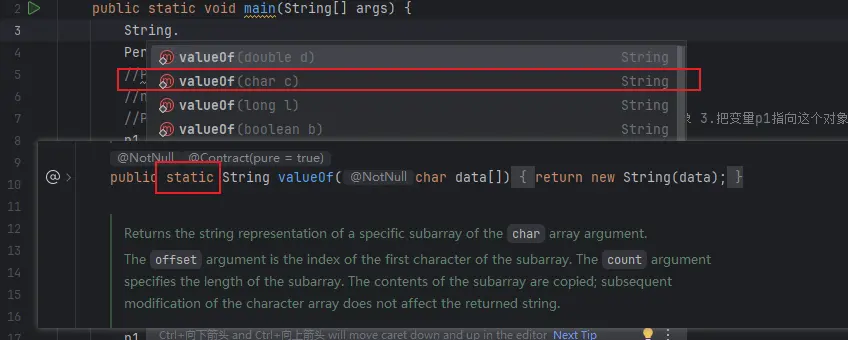 2 public static void main(String[] args) {
3 String.
valueOf(double d) String
4 Per
valueOf(char c) String
5 //P
valueOf(long l) String
6 //n
valueOf(boolean b) String
7 //P 象 3.把变量p1指向这个对象
8 p1
9 @NotNull @Contract(pure = true)
10 @ > public static String valueOf( @NotNull char data[]) { return new String(data); }
11
12 Returns the string representation of a specific subarray of the char array argument.
13 The offset argument is the index of the first character of the subarray. The count argument
14 specifies the length of the subarray. The contents of the subarray are copied; subsequent
15 modification of the character array does not affect the returned string.
16
17 p1 Ctrl+向下箭头 and Ctrl+向上箭头 will move caret down and up in the editor Next Tip